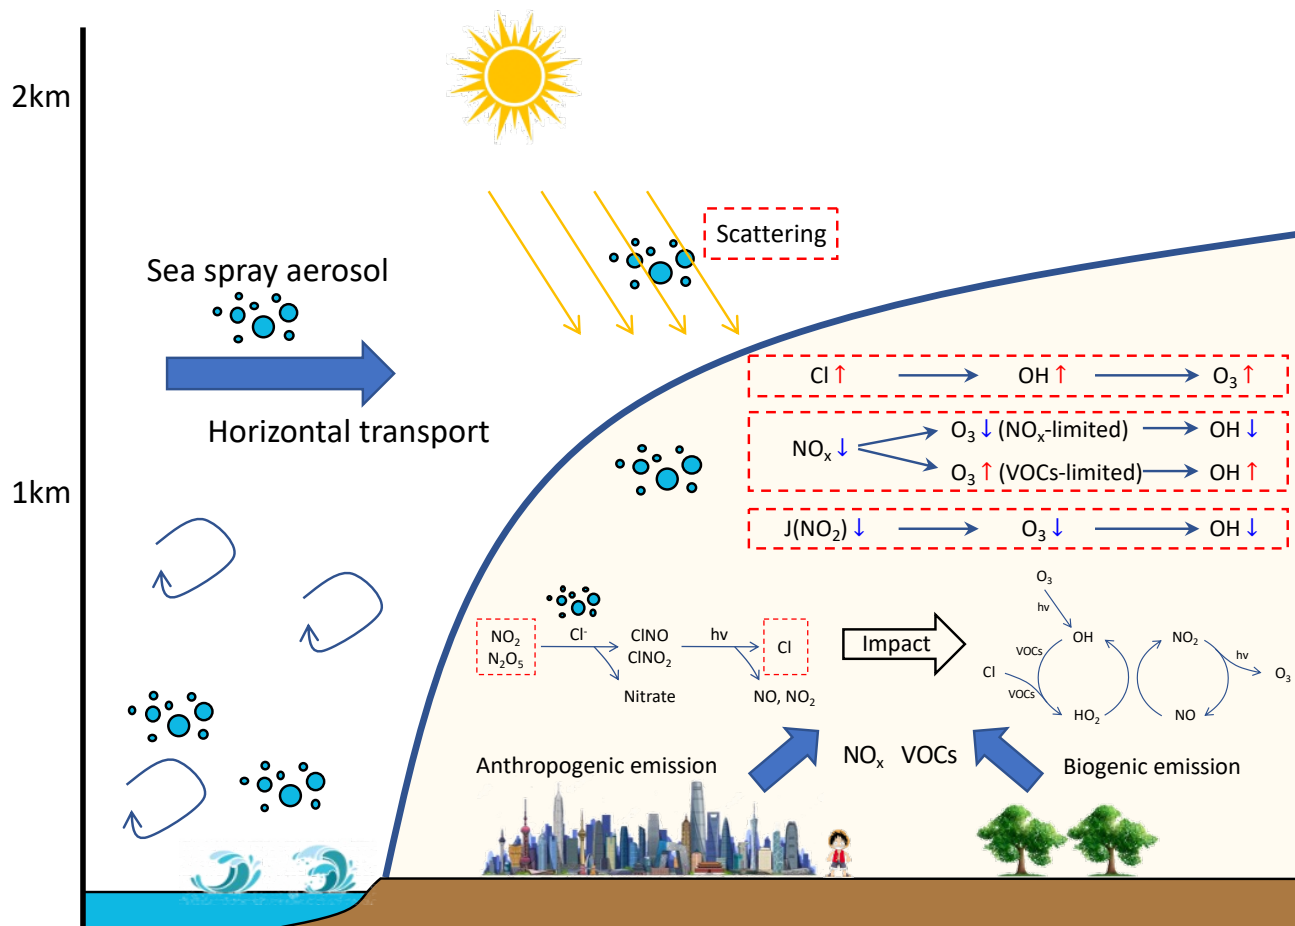 2km
Scattering
Sea spray aerosol
Horizontal transport
1km
Cl ↑ → OH ↑ → O₃ ↑
NOₓ ↓
O₃ ↓ (NOₓ-limited) → OH ↓
O₃ ↑ (VOCs-limited) → OH ↑
J(NO₂) ↓ → O₃ ↓ → OH ↓
NO₂
N₂O₅
Cl⁻
ClNO
ClNO₂
Nitrate
hv
Cl
NO, NO₂
Impact
O₃
hv
OH
VOCs
Cl
VOCs
HO₂
NO₂
hv
O₃
NO
Anthropogenic emission
NOₓ VOCs
Biogenic emission